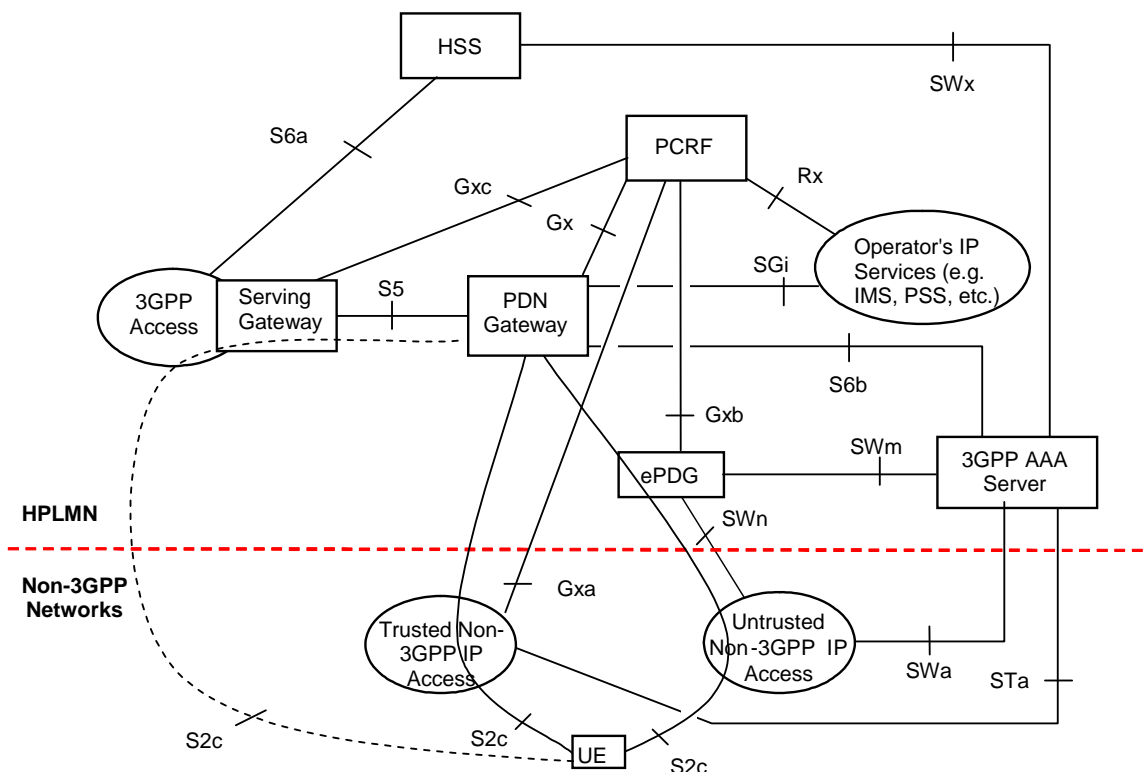 HSS
SWx
S6a
PCRF
Rx
Gxc
Gx
Operator's IP
Services (e.g.
IMS, PSS, etc.)
SGi
3GPP
Access
Serving
Gateway
S5
PDN
Gateway
S6b
Gxb
SWm
ePDG
3GPP AAA
Server
HPLMN
SWn
Non-3GPP
Networks
Gxa
Trusted Non-
3GPP IP
Access
Untrusted
Non-3GPP IP
Access
SWa
STa
S2c
S2c
UE
S2c